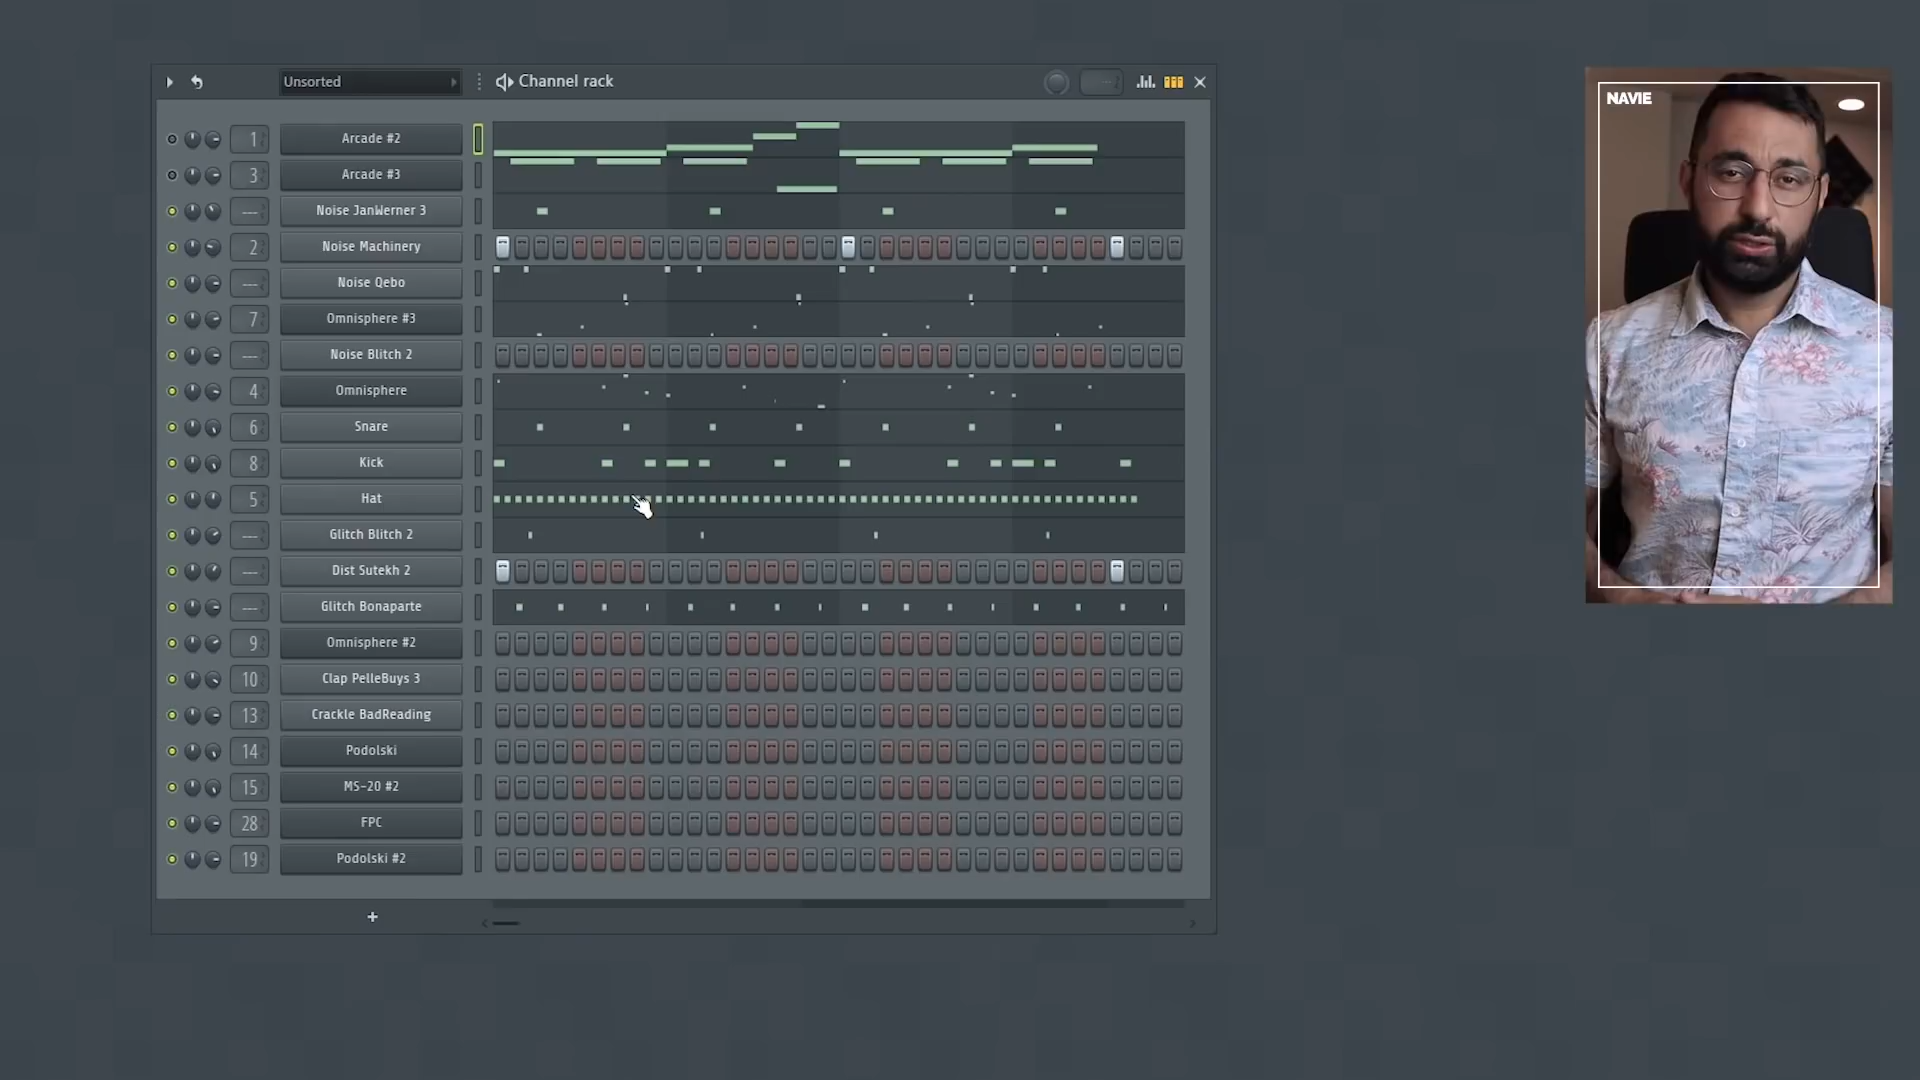 Unsorted
Channel rack
NAVIE
1 Arcade #2
3 Arcade #3
--- Noise JanWerner 3
2 Noise Machinery
--- Noise Qebo
7 Omnisphere #3
--- Noise Blitch 2
4 Omnisphere
6 Snare
8 Kick
5 Hat
--- Glitch Blitch 2
--- Dist Sutekh 2
--- Glitch Bonaparte
9 Omnisphere #2
10 Clap PelleBuys 3
13 Crackle BadReading
14 Podolski
15 MS-20 #2
28 FPC
19 Podolski #2
+